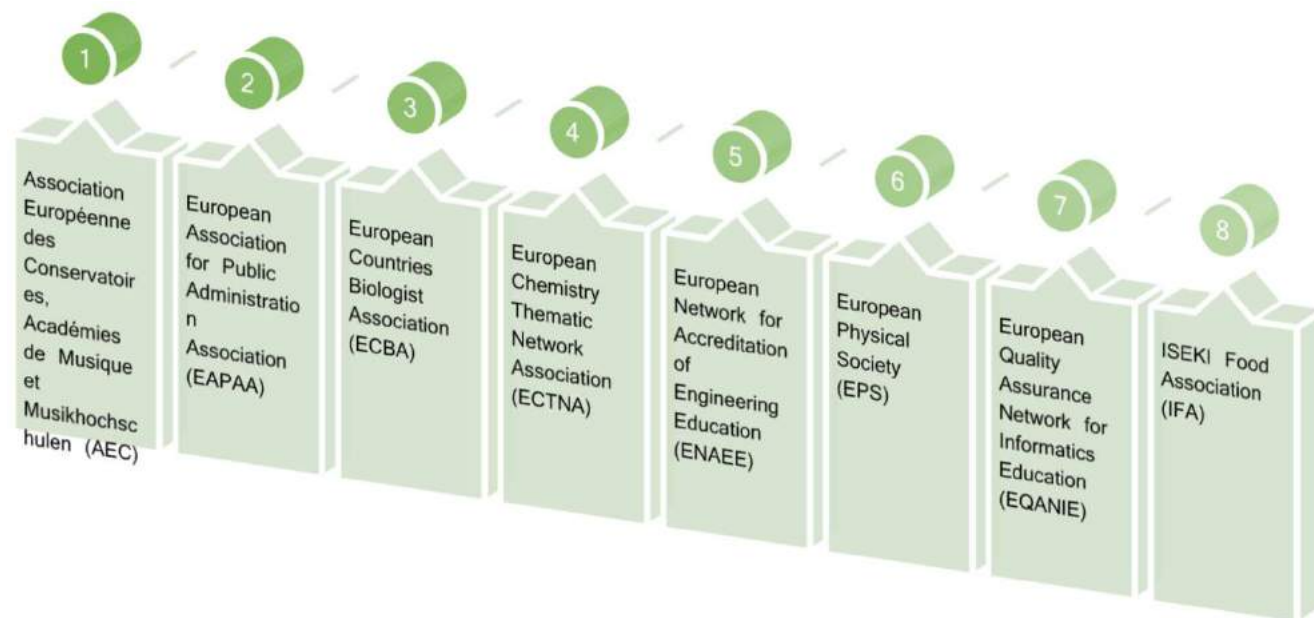 1
Association
Européenne
des
Conservatoir
es,
Académies
de Musique
et
Musikhochsc
hulen (AEC)
2
European
Association
for Public
Administratio
n
Association
(EAPAA)
3
European
Countries
Biologist
Association
(ECBA)
4
European
Chemistry
Thematic
Network
Association
(ECTNA)
5
European
Network for
Accreditation
of
Engineering
Education
(ENAEE)
6
European
Physical
Society
(EPS)
7
European
Quality
Assurance
Network for
Informatics
Education
(EQANIE)
8
ISEKI Food
Association
(IFA)